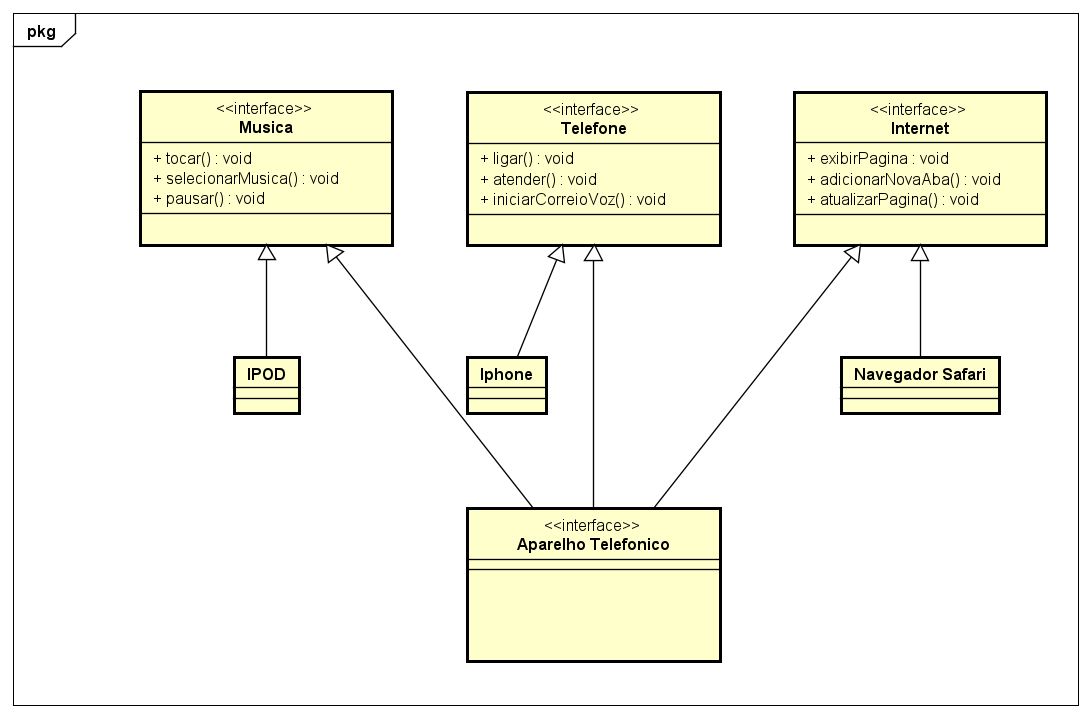 pkg
<<interface>>
Musica
+ tocar() : void
+ selecionarMusica() : void
+ pausar() : void
<<interface>>
Telefone
+ ligar() : void
+ atender() : void
+ iniciarCorreioVoz() : void
<<interface>>
Internet
+ exibirPagina : void
+ adicionarNovaAba() : void
+ atualizarPagina() : void
IPOD
Iphone
Navegador Safari
<<interface>>
Aparelho Telefonico